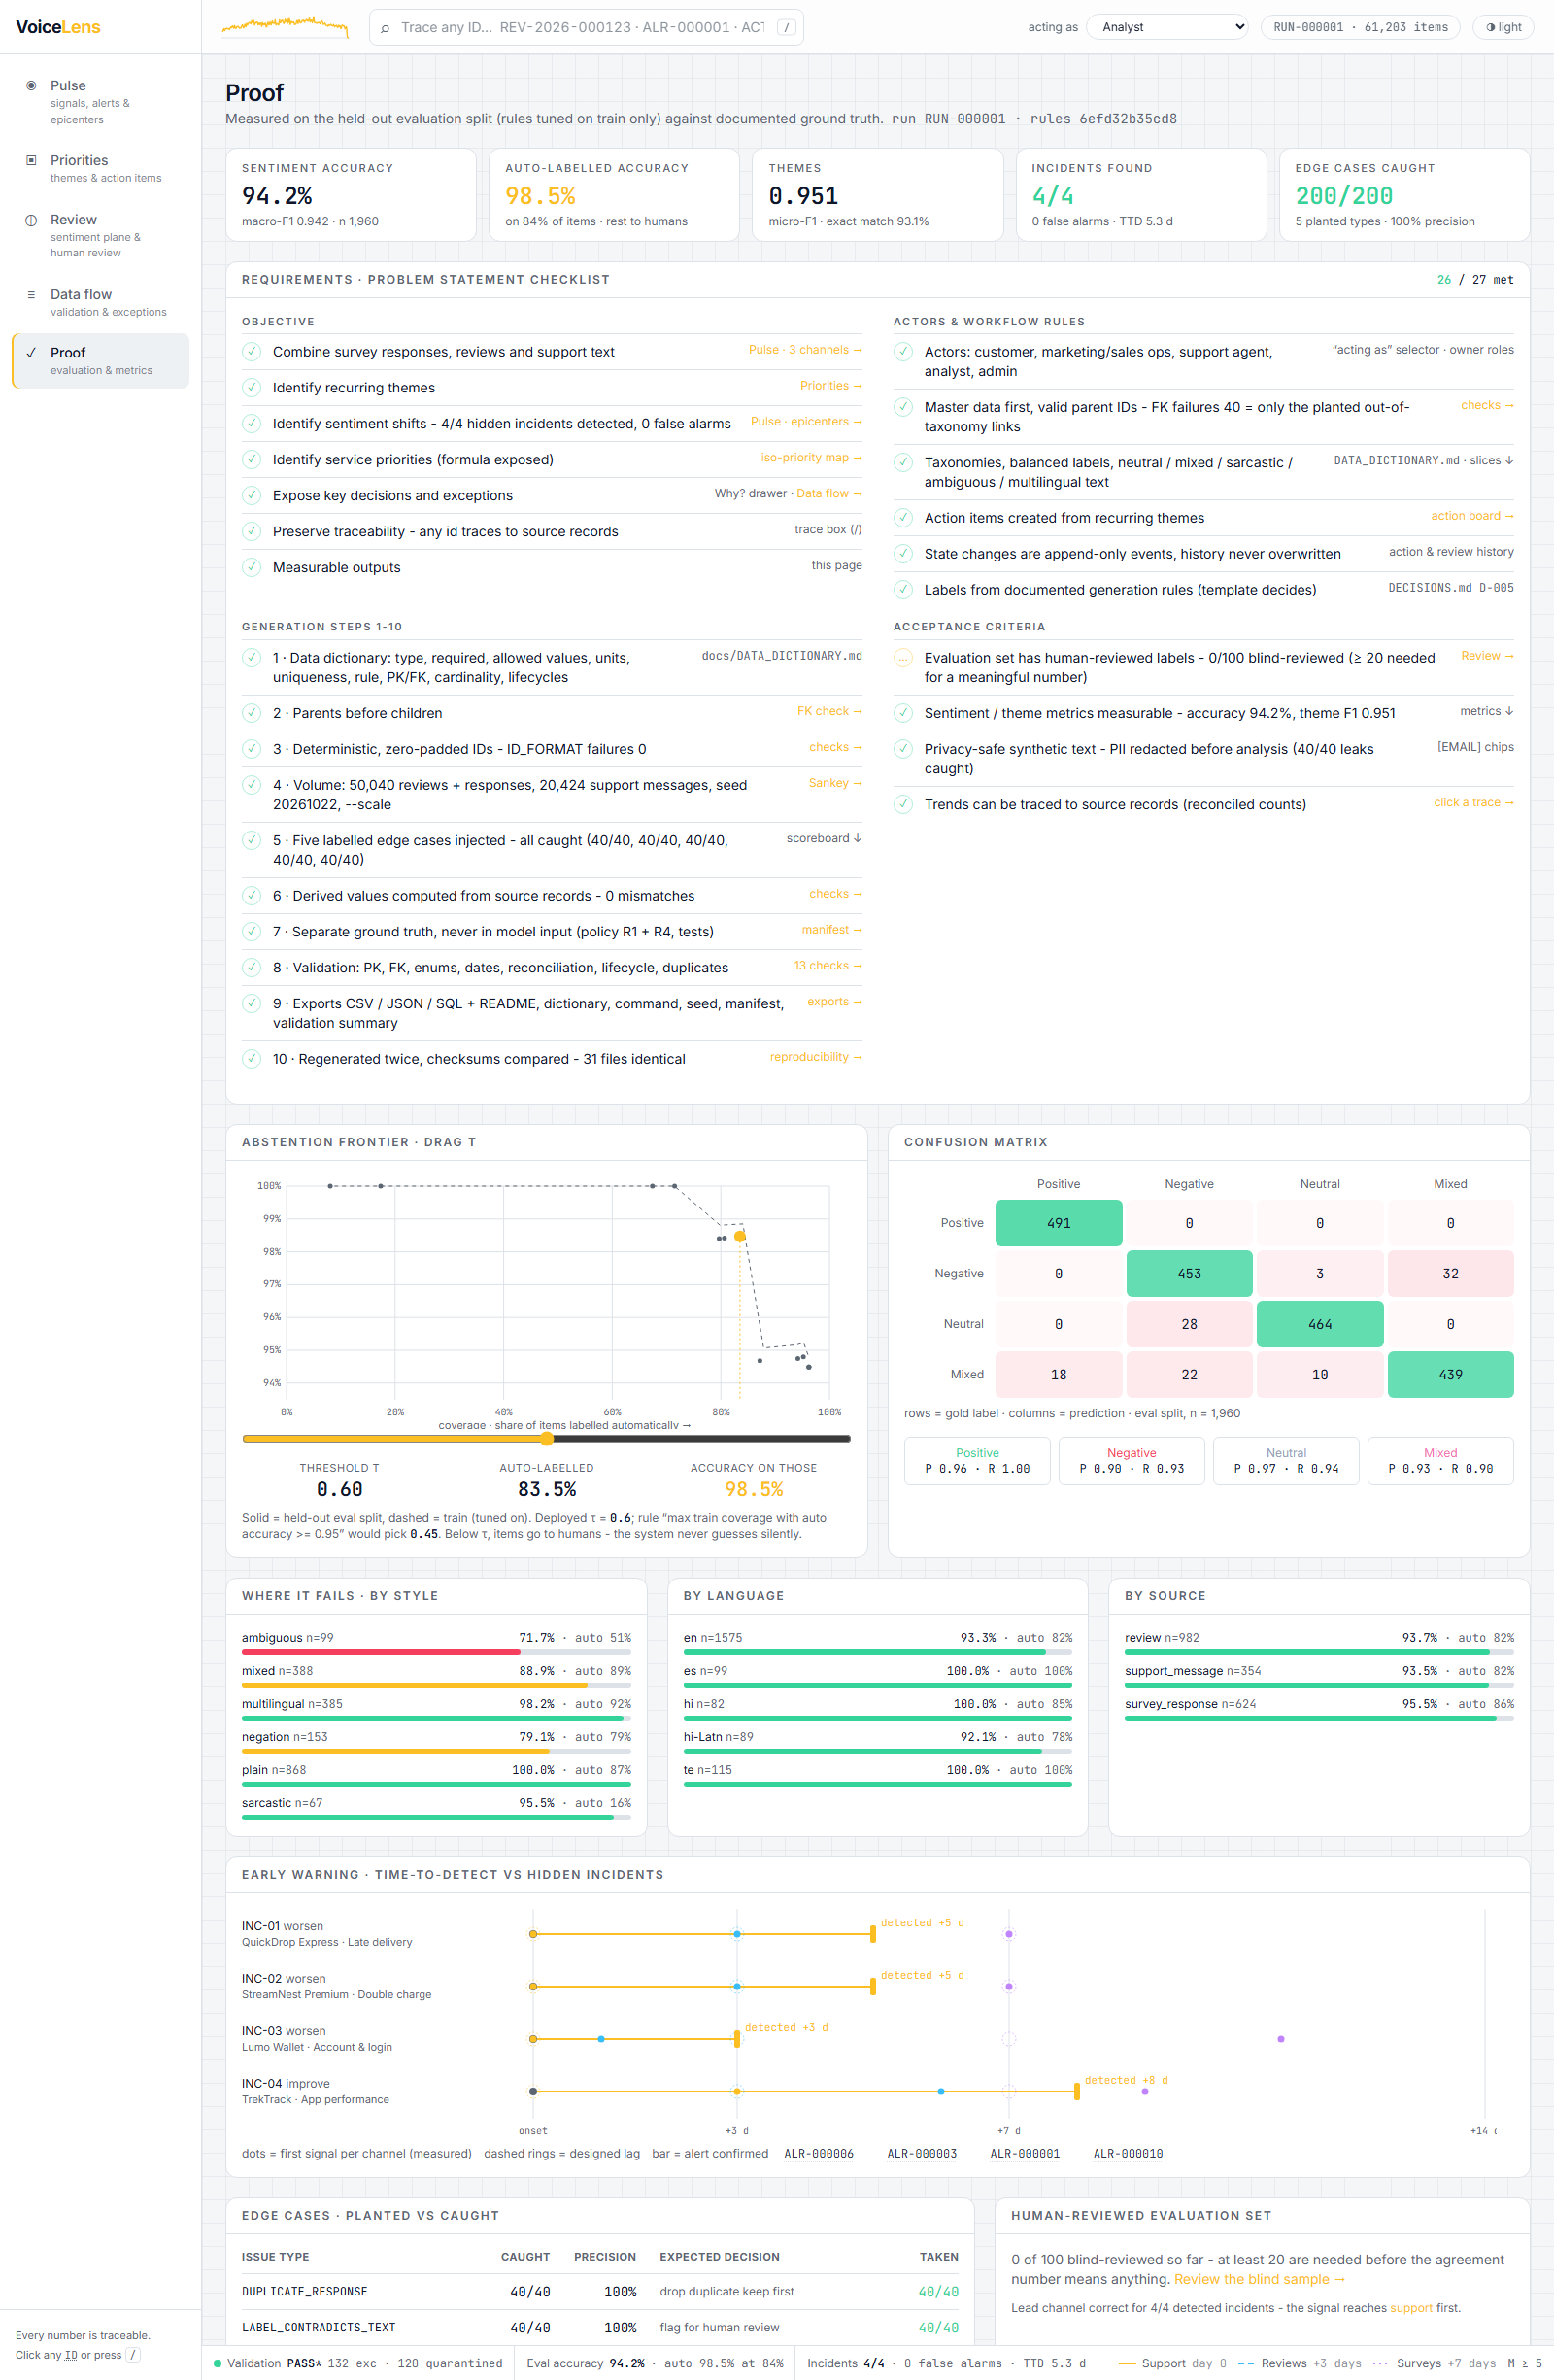 VoiceLens
Trace any ID... REV-2026-000123 · ALR-000001 · ACT
/
acting as
Analyst
RUN-000001 · 61,203 items
light
Pulse
signals, alerts &
epicenters
Priorities
themes & action items
Review
sentiment plane &
human review
Data flow
validation & exceptions
Proof
evaluation & metrics
Every number is traceable.
Click any ID or press /
Proof
Measured on the held-out evaluation split (rules tuned on train only) against documented ground truth. run RUN-000001 · rules 6efd32b35cd8
SENTIMENT ACCURACY
94.2%
macro-F1 0.942 · n 1,960
AUTO-LABELLED ACCURACY
98.5%
on 84% of items · rest to humans
THEMES
0.951
micro-F1 · exact match 93.1%
INCIDENTS FOUND
4/4
0 false alarms · TTD 5.3 d
EDGE CASES CAUGHT
200/200
5 planted types · 100% precision
REQUIREMENTS · PROBLEM STATEMENT CHECKLIST
26 / 27 met
OBJECTIVE
Combine survey responses, reviews and support text
Pulse · 3 channels →
Identify recurring themes
Priorities →
Identify sentiment shifts - 4/4 hidden incidents detected, 0 false alarms
Pulse · epicenters →
Identify service priorities (formula exposed)
iso-priority map →
Expose key decisions and exceptions
Why? drawer · Data flow →
Preserve traceability - any id traces to source records
trace box (/)
Measurable outputs
this page
ACTORS & WORKFLOW RULES
Actors: customer, marketing/sales ops, support agent,
analyst, admin
"acting as" selector · owner roles
Master data first, valid parent IDs - FK failures 40 = only the planted out-of-
taxonomy links
checks →
Taxonomies, balanced labels, neutral / mixed / sarcastic /
ambiguous / multilingual text
DATA_DICTIONARY.md · slices ↓
Action items created from recurring themes
action board →
State changes are append-only events, history never overwritten
action & review history
Labels from documented generation rules (template decides)
DECISIONS.md D-005
GENERATION STEPS 1-10
1 · Data dictionary: type, required, allowed values, units,
uniqueness, rule, PK/FK, cardinality, lifecycles
docs/DATA_DICTIONARY.md
2 · Parents before children
FK check →
3 · Deterministic, zero-padded IDs - ID_FORMAT failures 0
checks →
4 · Volume: 50,040 reviews + responses, 20,424 support messages, seed
20261022, --scale
Sankey →
5 · Five labelled edge cases injected - all caught (40/40, 40/40, 40/40,
40/40, 40/40)
scoreboard ↓
6 · Derived values computed from source records - 0 mismatches
checks →
7 · Separate ground truth, never in model input (policy R1 + R4, tests)
manifest →
8 · Validation: PK, FK, enums, dates, reconciliation, lifecycle, duplicates
13 checks →
9 · Exports CSV / JSON / SQL + README, dictionary, command, seed, manifest,
validation summary
exports →
10 · Regenerated twice, checksums compared - 31 files identical
reproducibility →
ACCEPTANCE CRITERIA
Evaluation set has human-reviewed labels - 0/100 blind-reviewed (≥ 20 needed
for a meaningful number)
Review →
Sentiment / theme metrics measurable - accuracy 94.2%, theme F1 0.951
metrics ↓
Privacy-safe synthetic text - PII redacted before analysis (40/40 leaks
caught)
[EMAIL] chips
Trends can be traced to source records (reconciled counts)
click a trace →
ABSTENTION FRONTIER · DRAG Τ
100%
99%
98%
97%
96%
95%
94%
0% 20% 40% 60% 80% 100%
coverage · share of items labelled automatically →
THRESHOLD Τ
0.60
AUTO-LABELLED
83.5%
ACCURACY ON THOSE
98.5%
Solid = held-out eval split, dashed = train (tuned on). Deployed τ = 0.6; rule "max train coverage with auto
accuracy >= 0.95" would pick 0.45. Below τ, items go to humans - the system never guesses silently.
CONFUSION MATRIX
Positive Negative Neutral Mixed
Positive 491 0 0 0
Negative 0 453 3 32
Neutral 0 28 464 0
Mixed 18 22 10 439
rows = gold label · columns = prediction · eval split, n = 1,960
Positive
P 0.96 · R 1.00
Negative
P 0.90 · R 0.93
Neutral
P 0.97 · R 0.94
Mixed
P 0.93 · R 0.90
WHERE IT FAILS · BY STYLE
ambiguous n=99 71.7% · auto 51%
mixed n=388 88.9% · auto 89%
multilingual n=385 98.2% · auto 92%
negation n=153 79.1% · auto 79%
plain n=868 100.0% · auto 87%
sarcastic n=67 95.5% · auto 16%
BY LANGUAGE
en n=1575 93.3% · auto 82%
es n=99 100.0% · auto 100%
hi n=82 100.0% · auto 85%
hi-Latn n=89 92.1% · auto 78%
te n=115 100.0% · auto 100%
BY SOURCE
review n=982 93.7% · auto 82%
support_message n=354 93.5% · auto 82%
survey_response n=624 95.5% · auto 86%
EARLY WARNING · TIME-TO-DETECT VS HIDDEN INCIDENTS
INC-01 worsen
QuickDrop Express · Late delivery
detected +5 d
INC-02 worsen
StreamNest Premium · Double charge
detected +5 d
INC-03 worsen
Lumo Wallet · Account & login
detected +3 d
INC-04 improve
TrekTrack · App performance
detected +8 d
onset +3 d +7 d +14
dots = first signal per channel (measured) dashed rings = designed lag bar = alert confirmed ALR-000006 ALR-000003 ALR-000001 ALR-000010
EDGE CASES · PLANTED VS CAUGHT
ISSUE TYPE CAUGHT PRECISION EXPECTED DECISION TAKEN
DUPLICATE_RESPONSE 40/40 100% drop duplicate keep first 40/40
LABEL_CONTRADICTS_TEXT 40/40 100% flag for human review 40/40
HUMAN-REVIEWED EVALUATION SET
0 of 100 blind-reviewed so far - at least 20 are needed before the agreement
number means anything. Review the blind sample →
Lead channel correct for 4/4 detected incidents - the signal reaches support first.
Validation PASS* 132 exc · 120 quarantined
Eval accuracy 94.2% · auto 98.5% at 84%
Incidents 4/4 · 0 false alarms · TTD 5.3 d
Support day 0 Reviews +3 days Surveys +7 days M ≥ 5